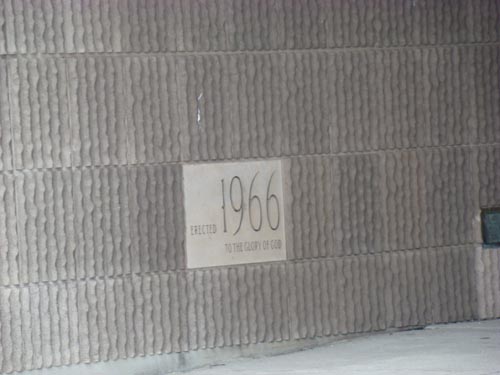 ERECTED 1966
TO THE GLORY OF GOD